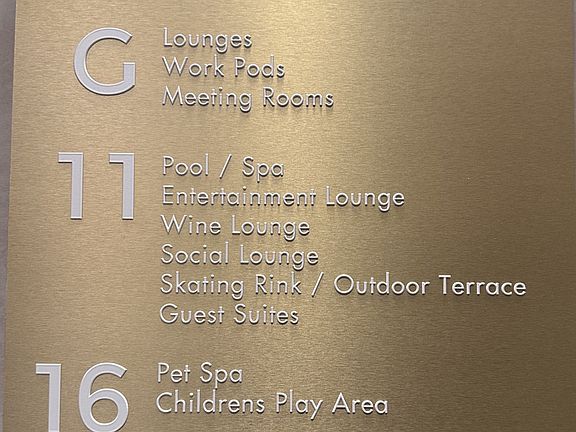 G
Lounges
Work Pods
Meeting Rooms
11
Pool / Spa
Entertainment Lounge
Wine Lounge
Social Lounge
Skating Rink / Outdoor Terrace
Guest Suites
16
Pet Spa
Childrens Play Area